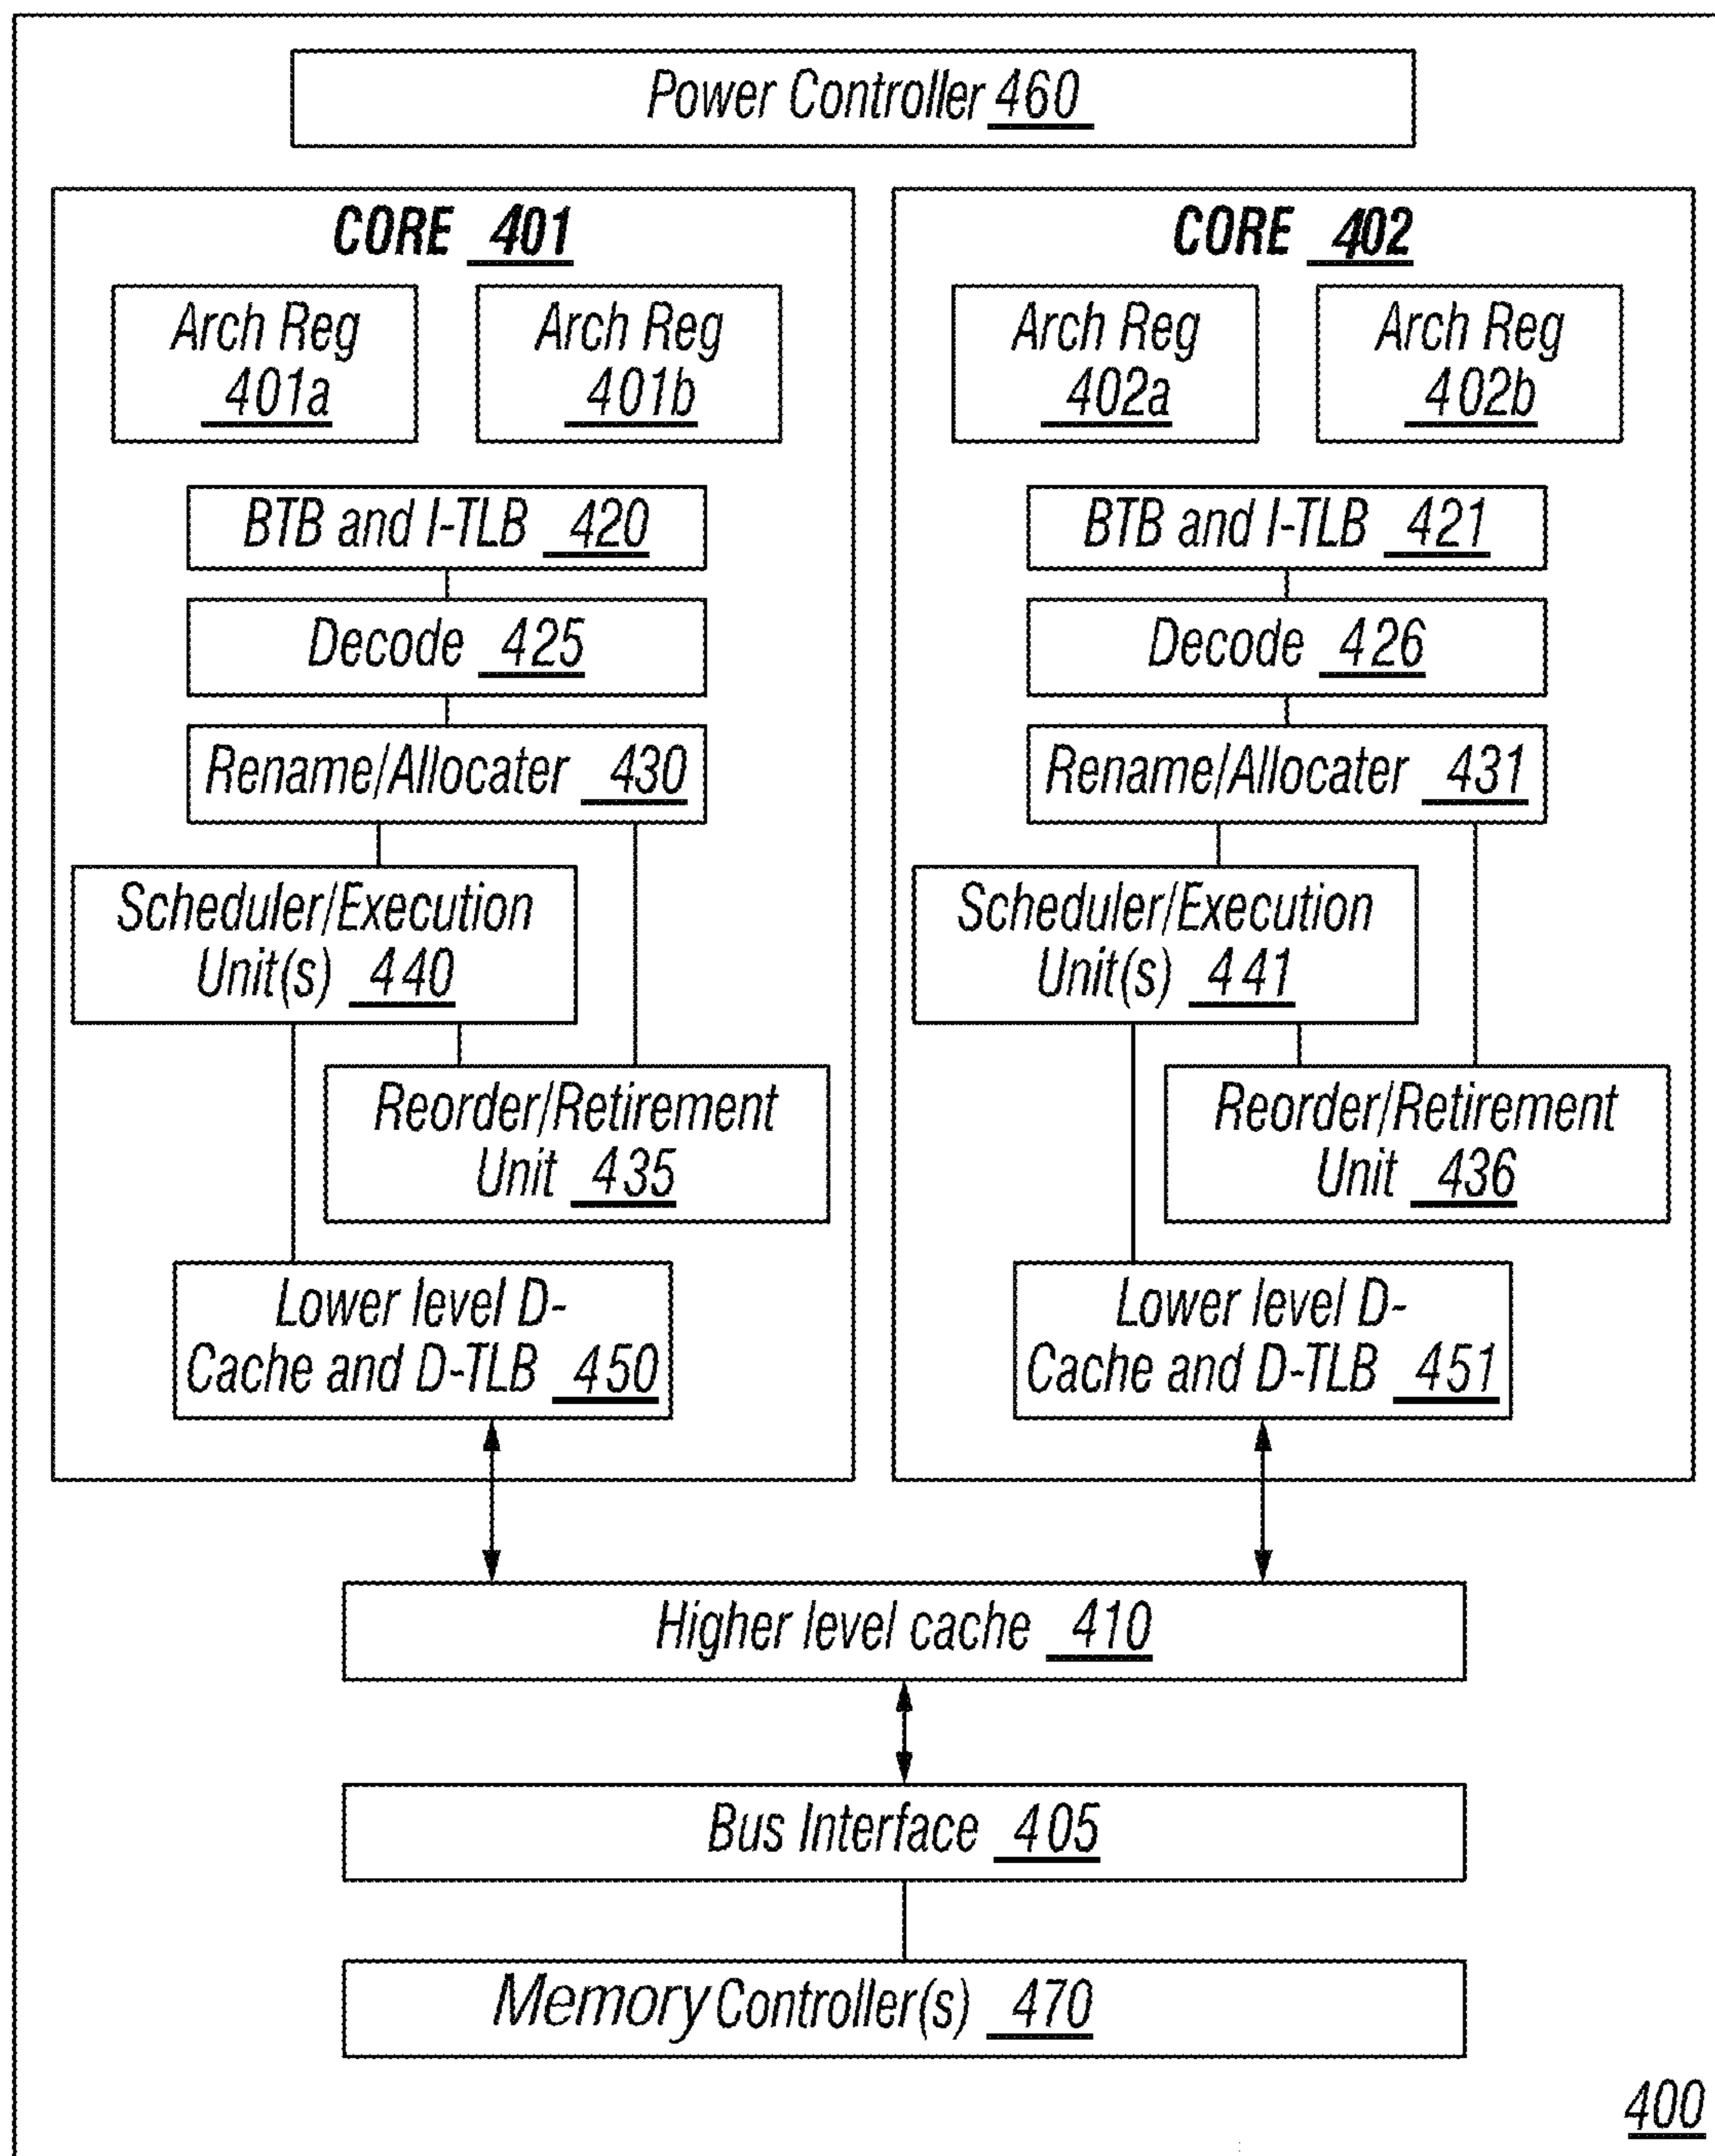 Power Controller 460
CORE 401
Arch Reg
401a
Arch Reg
401b
BTB and I-TLB 420
Decode 425
Rename/Allocater 430
Scheduler/Execution
Unit(s) 440
Reorder/Retirement
Unit 435
Lower level D-
Cache and D-TLB 450
CORE 402
Arch Reg
402a
Arch Reg
402b
BTB and I-TLB 421
Decode 426
Rename/Allocater 431
Scheduler/Execution
Unit(s) 441
Reorder/Retirement
Unit 436
Lower level D-
Cache and D-TLB 451
Higher level cache 410
Bus Interface 405
Memory Controller(s) 470
400